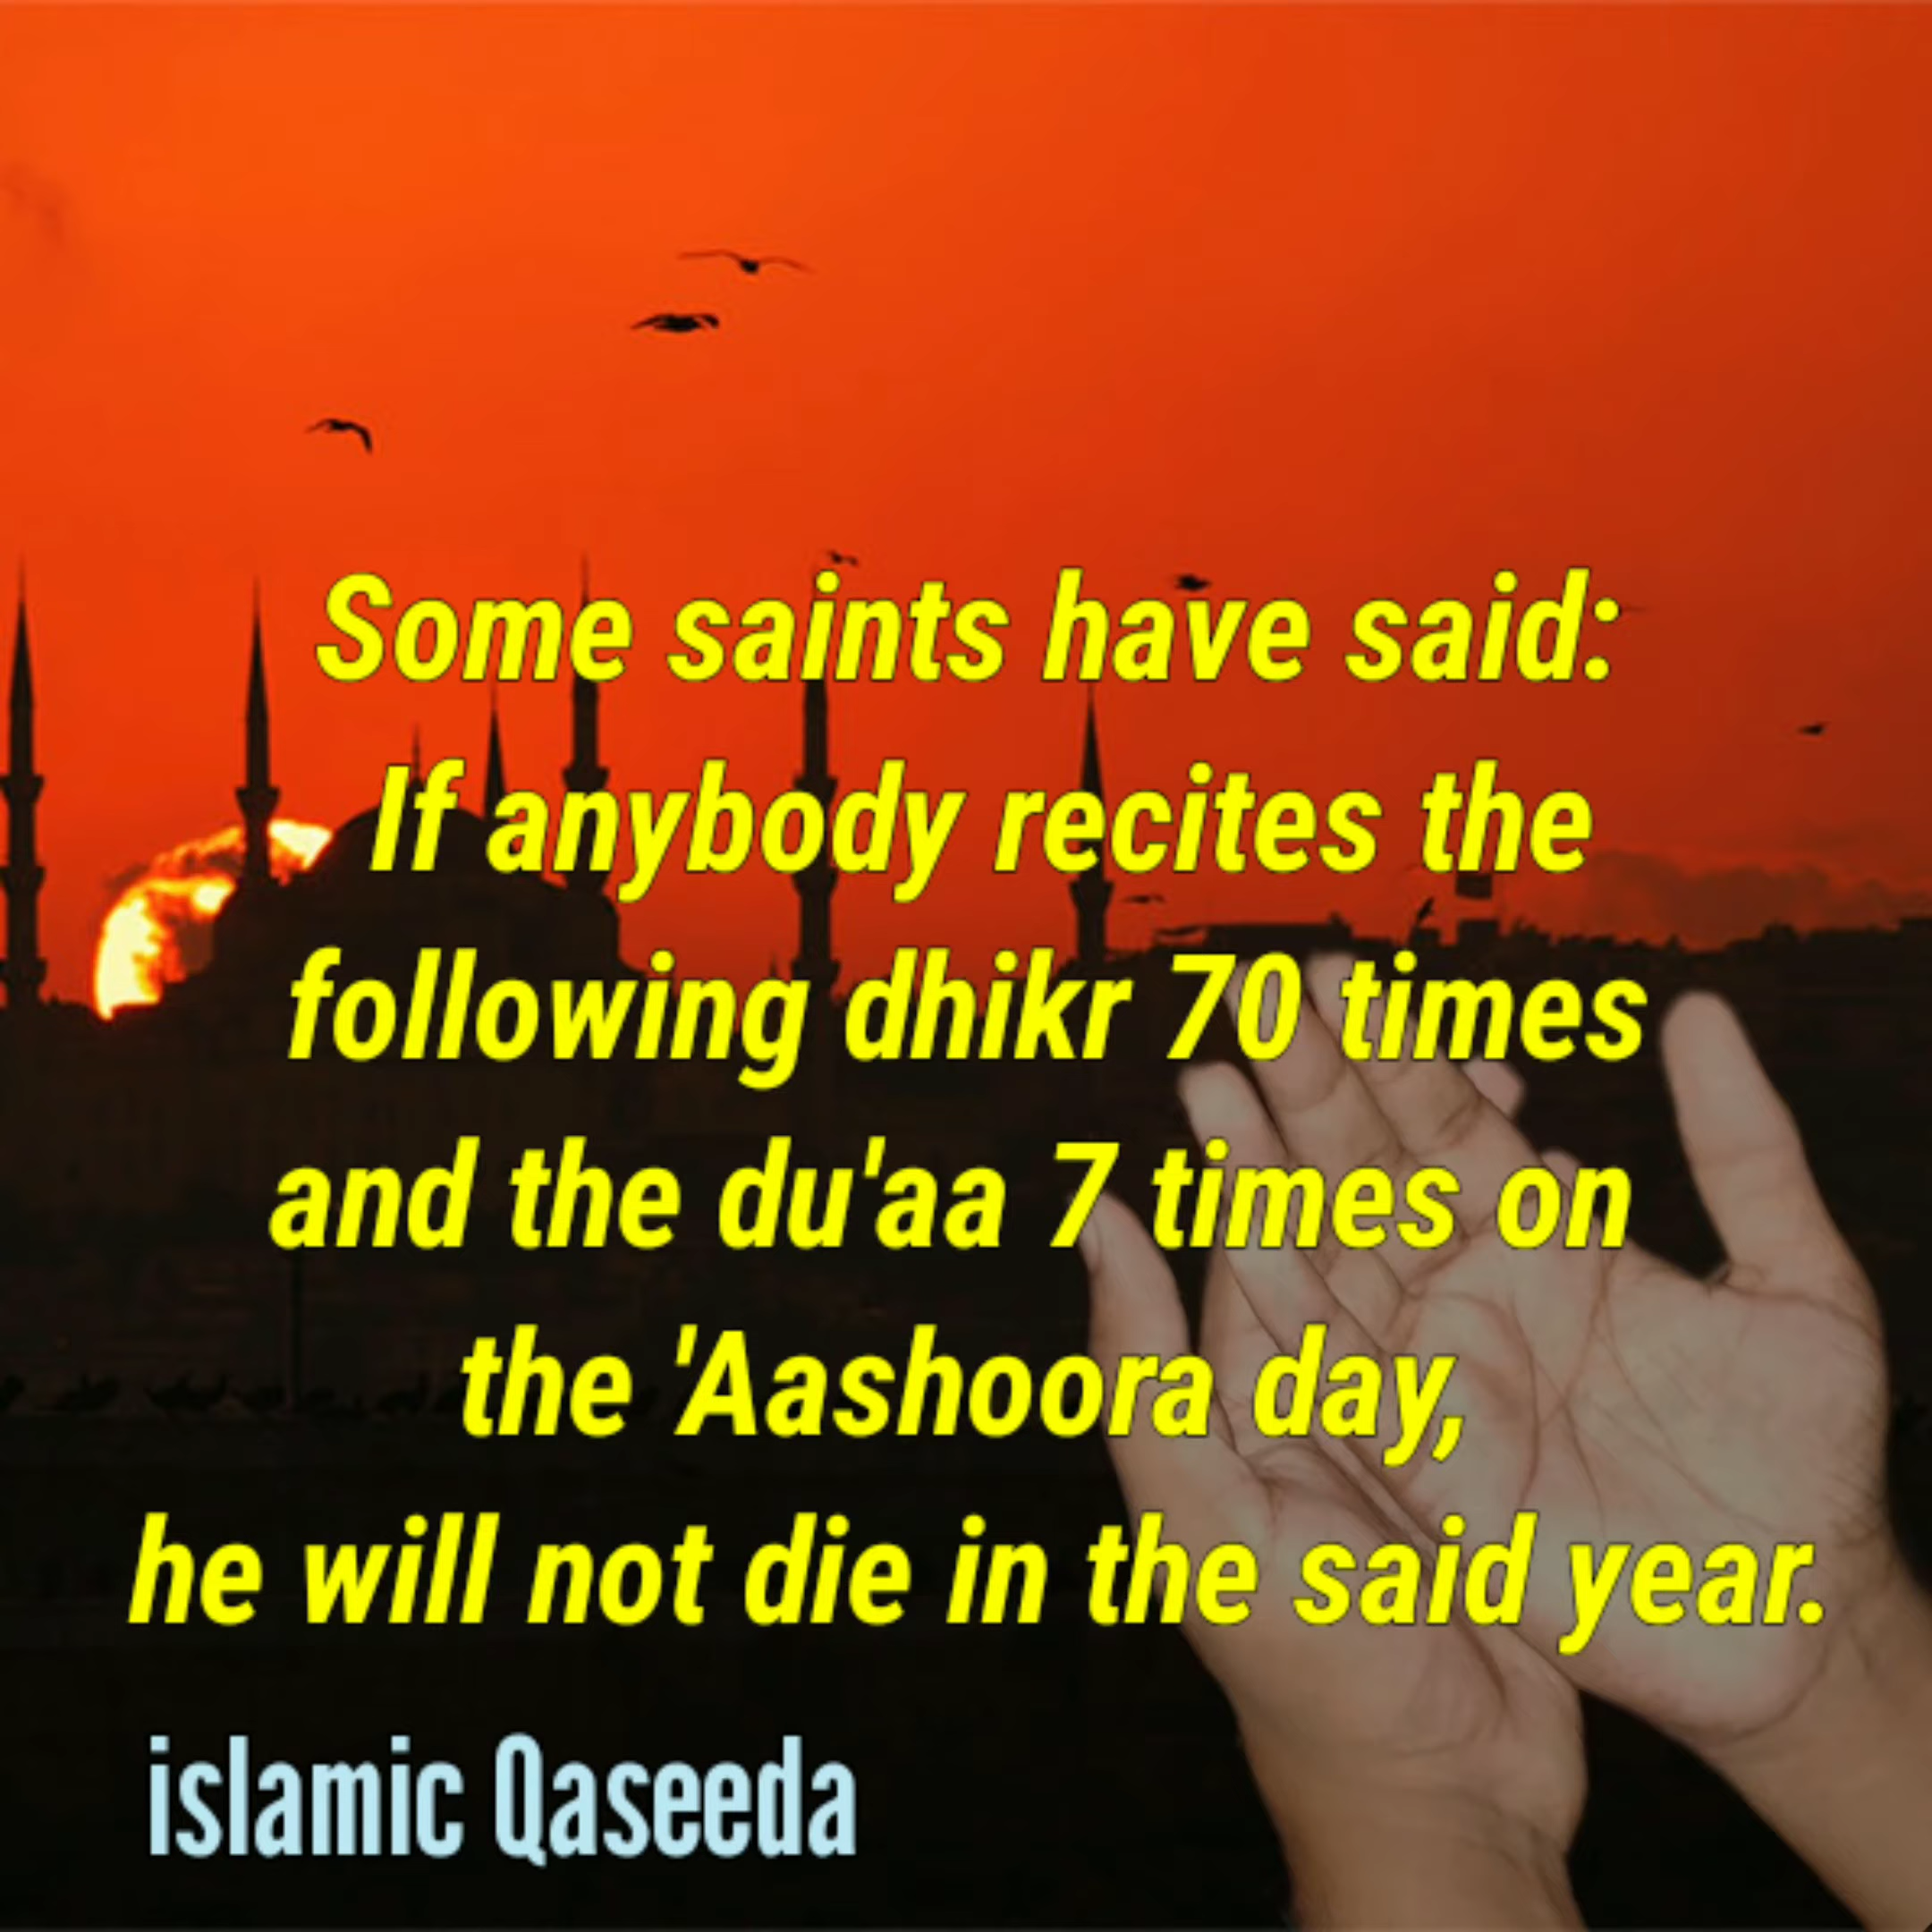 Some saints have said:
If anybody recites the
following dhikr 70 times
and the du'aa 7 times on
the 'Aashoora day,
he will not die in the said year.
islamic Qaseeda